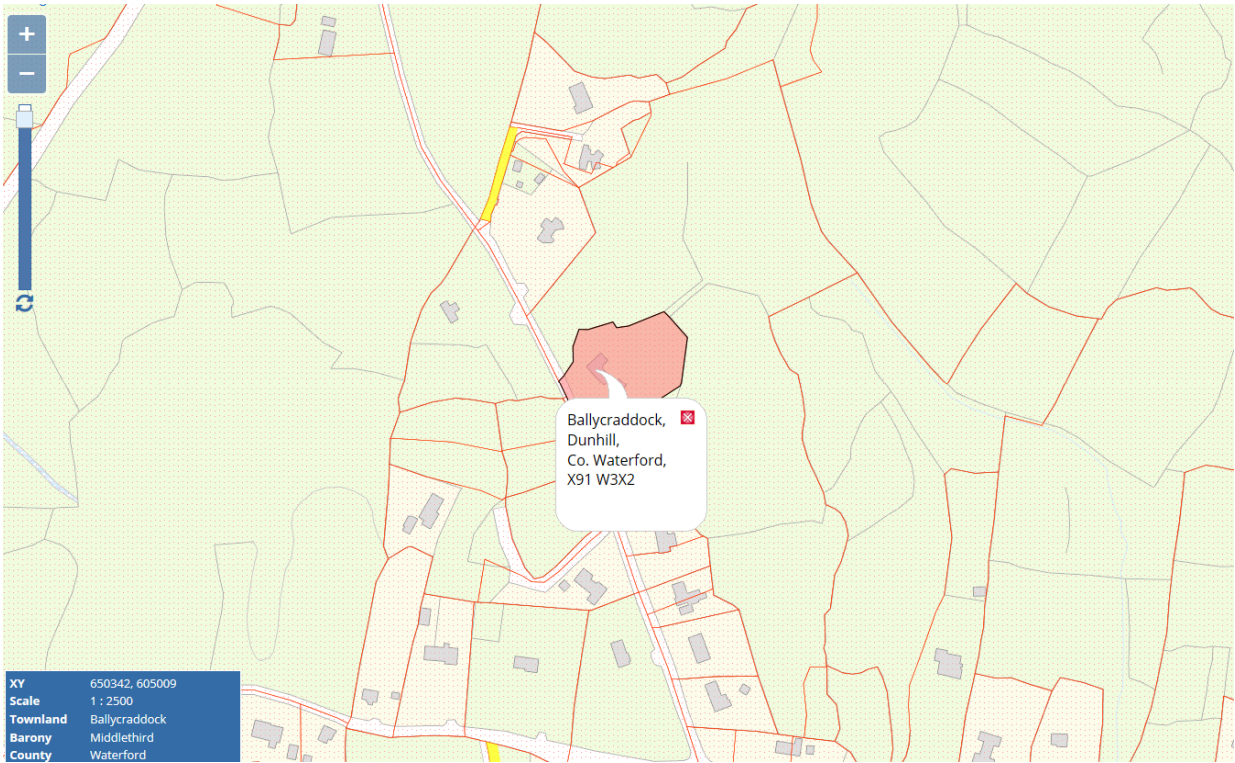 +
−
Ballycraddock,
Dunhill,
Co. Waterford,
X91 W3X2
XY 650342, 605009
Scale 1 : 2500
Townland Ballycraddock
Barony Middlethird
County Waterford